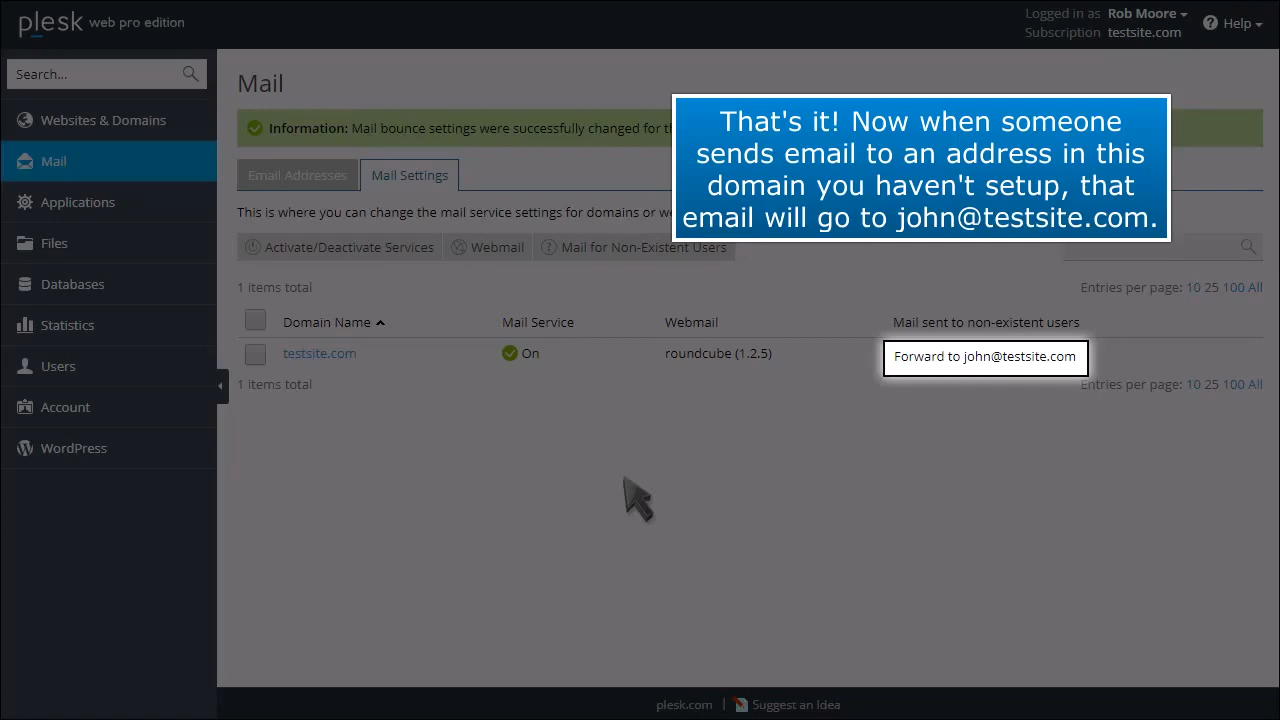 plesk web pro edition
Logged in as Rob Moore
Subscription testsite.com
Help
Search...
Websites & Domains
Mail
Applications
Files
Databases
Statistics
Users
Account
WordPress
Mail
Information: Mail bounce settings were successfully changed for th
That's it! Now when someone
sends email to an address in this
domain you haven't setup, that
email will go to john@testsite.com.
Email Addresses
Mail Settings
This is where you can change the mail service settings for domains or we
Activate/Deactivate Services
Webmail
Mail for Non-Existent Users
1 items total
Entries per page: 10 25 100 All
Domain Name
Mail Service
Webmail
Mail sent to non-existent users
testsite.com
On
roundcube (1.2.5)
Forward to john@testsite.com
1 items total
Entries per page: 10 25 100 All
plesk.com | Suggest an Idea